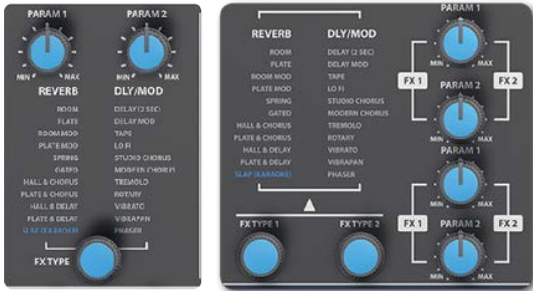 PARAM 1 PARAM 2
MIN MAX MIN MAX
REVERB DLY/MOD
ROOM DELAY (2 SEC)
PLATE DELAY MOD
ROOM MOD TAPE
PLATE MOD LO FI
SPRING STUDIO CHORUS
GATED MODERN CHORUS
HALL & CHORUS TREMOLO
PLATE & CHORUS ROTARY
HALL & DELAY VIBRATO
PLATE & DELAY VIBRAPAN
SLAP (KARAOKE) PHASER
FX TYPE
REVERB DLY/MOD
ROOM DELAY (2 SEC)
PLATE DELAY MOD
ROOM MOD TAPE
PLATE MOD LO FI
SPRING STUDIO CHORUS
GATED MODERN CHORUS
HALL & CHORUS TREMOLO
PLATE & CHORUS ROTARY
HALL & DELAY VIBRATO
PLATE & DELAY VIBRAPAN
SLAP (KARAOKE) PHASER
FX TYPE 1 FX TYPE 2
PARAM 1
MIN MAX
FX 1 FX 2
PARAM 2
PARAM 1
FX 1 FX 2
PARAM 2
MIN MAX